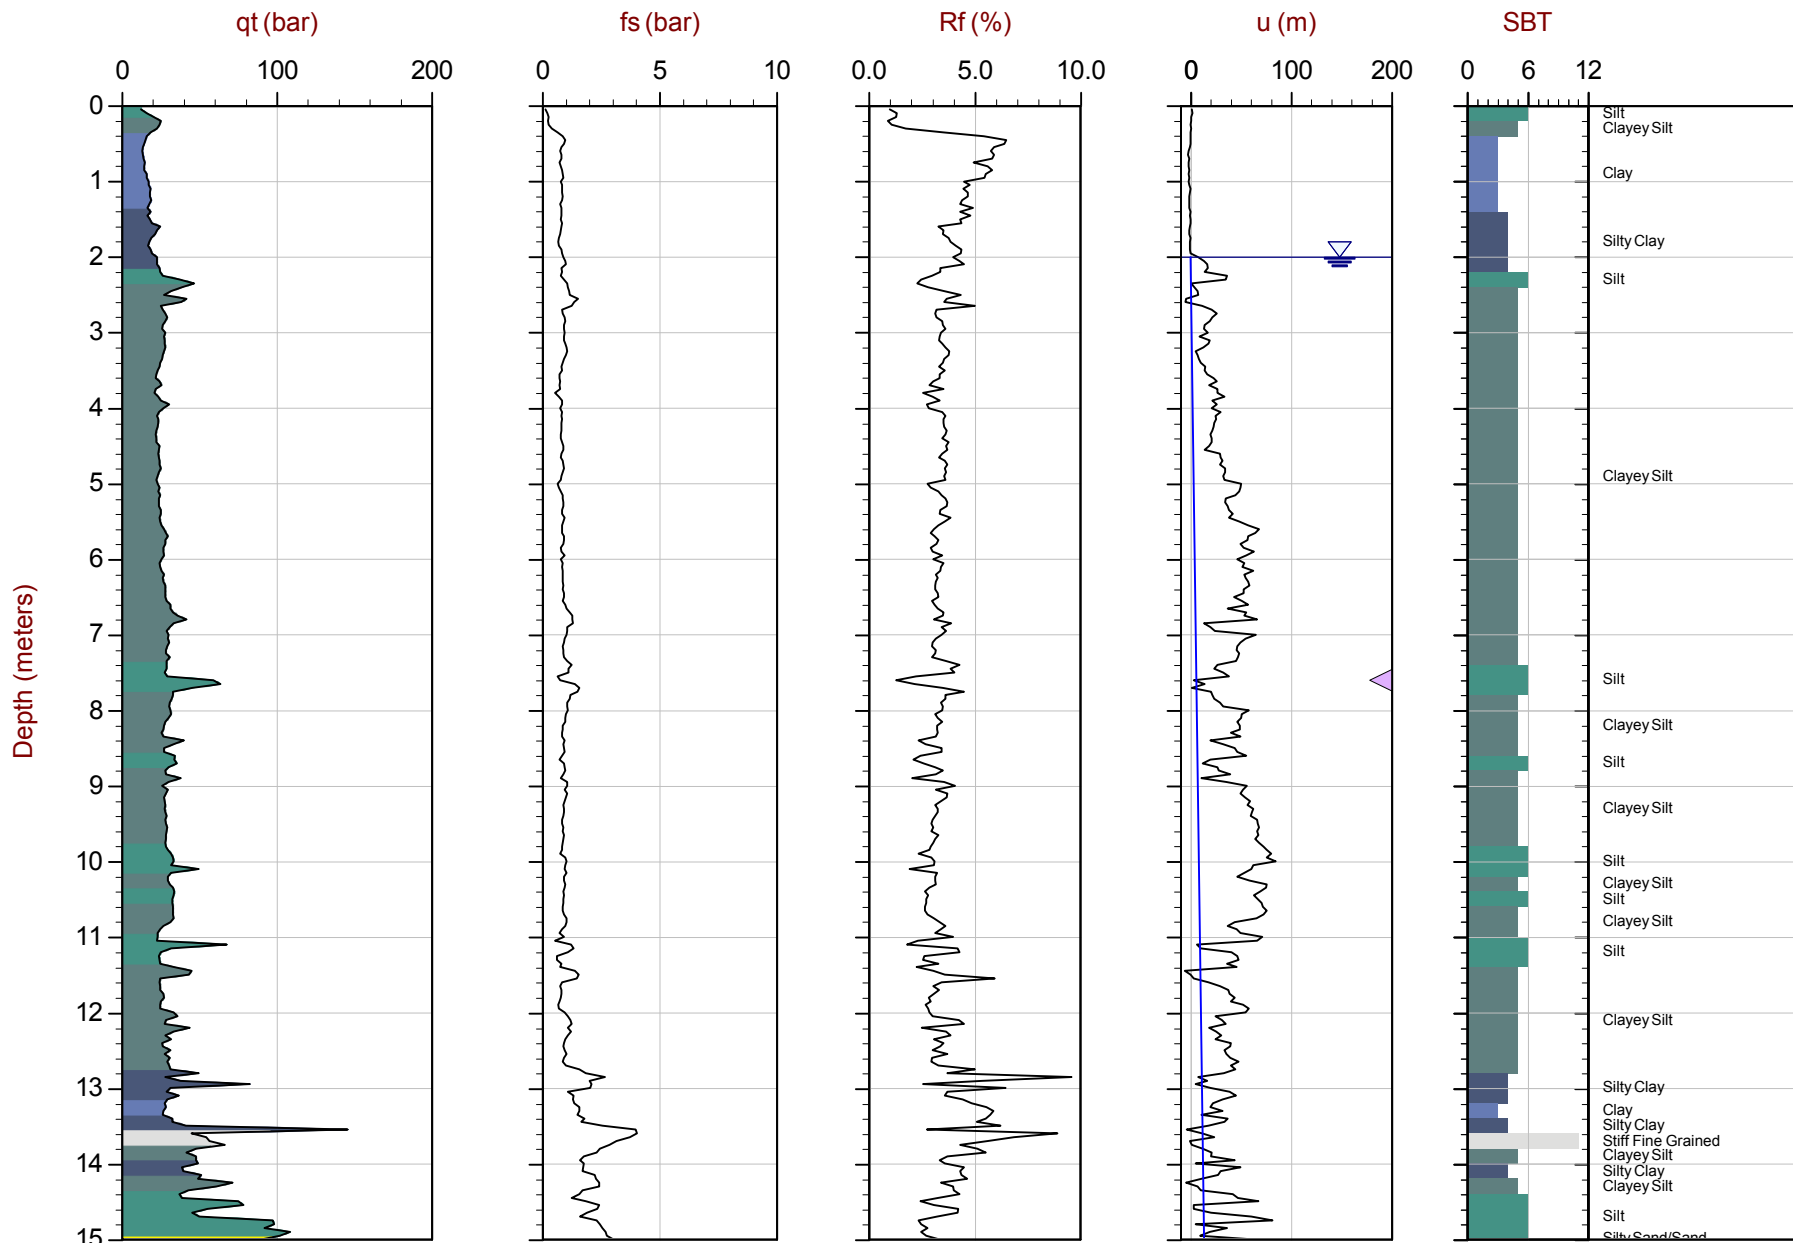 qt (bar) fs (bar) Rf (%) u (m) SBT
0 100 200 0 5 10 0.0 5.0 10.0 0 100 200 0 6 12
Depth (meters)
0
1
2
3
4
5
6
7
8
9
10
11
12
13
14
15
Silt
Clayey Silt
Clay
Silty Clay
Silt
Clayey Silt
Silt
Clayey Silt
Silt
Clayey Silt
Silt
Clayey Silt
Silt
Clayey Silt
Silt
Clayey Silt
Silty Clay
Clay
Silty Clay
Stiff Fine Grained
Clayey Silt
Silty Clay
Clayey Silt
Silt
Silty Sand/Sand